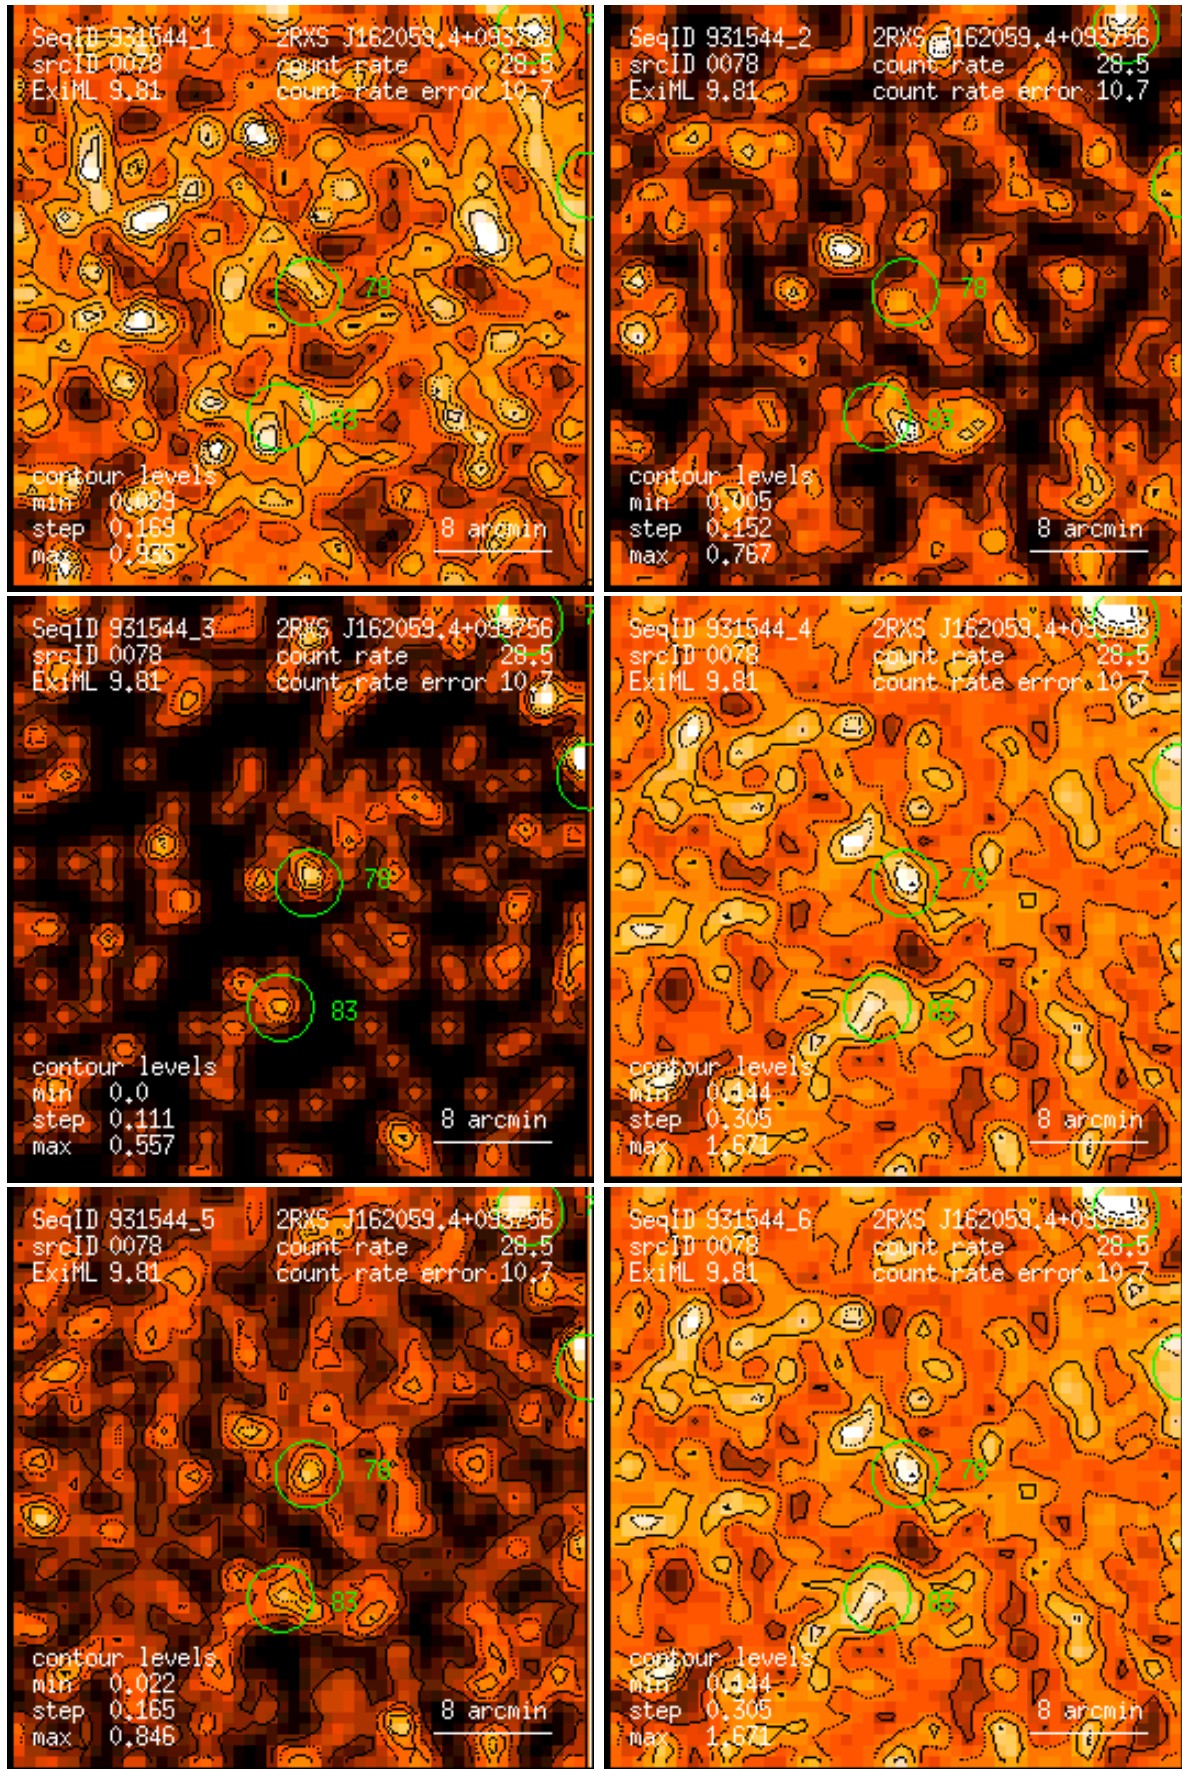 SeqID 931544_1 2RXS J162059.4+093756
srcID 0078 count rate 28.5
ExiML 9.81 count rate error 10.7
78
83
contour levels
min 0.089
step 0.169
max 0.935
8 arcmin
SeqID 931544_2 2RXS J162059.4+093756
srcID 0078 count rate 28.5
ExiML 9.81 count rate error 10.7
78
83
contour levels
min 0.005
step 0.152
max 0.767
8 arcmin
SeqID 931544_3 2RXS J162059.4+093756
srcID 0078 count rate 28.5
ExiML 9.81 count rate error 10.7
78
83
contour levels
min 0.0
step 0.111
max 0.557
8 arcmin
SeqID 931544_4 2RXS J162059.4+093756
srcID 0078 count rate 28.5
ExiML 9.81 count rate error 10.7
78
83
contour levels
min 0.144
step 0.305
max 1.671
8 arcmin
SeqID 931544_5 2RXS J162059.4+093756
srcID 0078 count rate 28.5
ExiML 9.81 count rate error 10.7
78
83
contour levels
min 0.022
step 0.165
max 0.846
8 arcmin
SeqID 931544_6 2RXS J162059.4+093756
srcID 0078 count rate 28.5
ExiML 9.81 count rate error 10.7
78
83
contour levels
min 0.144
step 0.305
max 1.671
8 arcmin